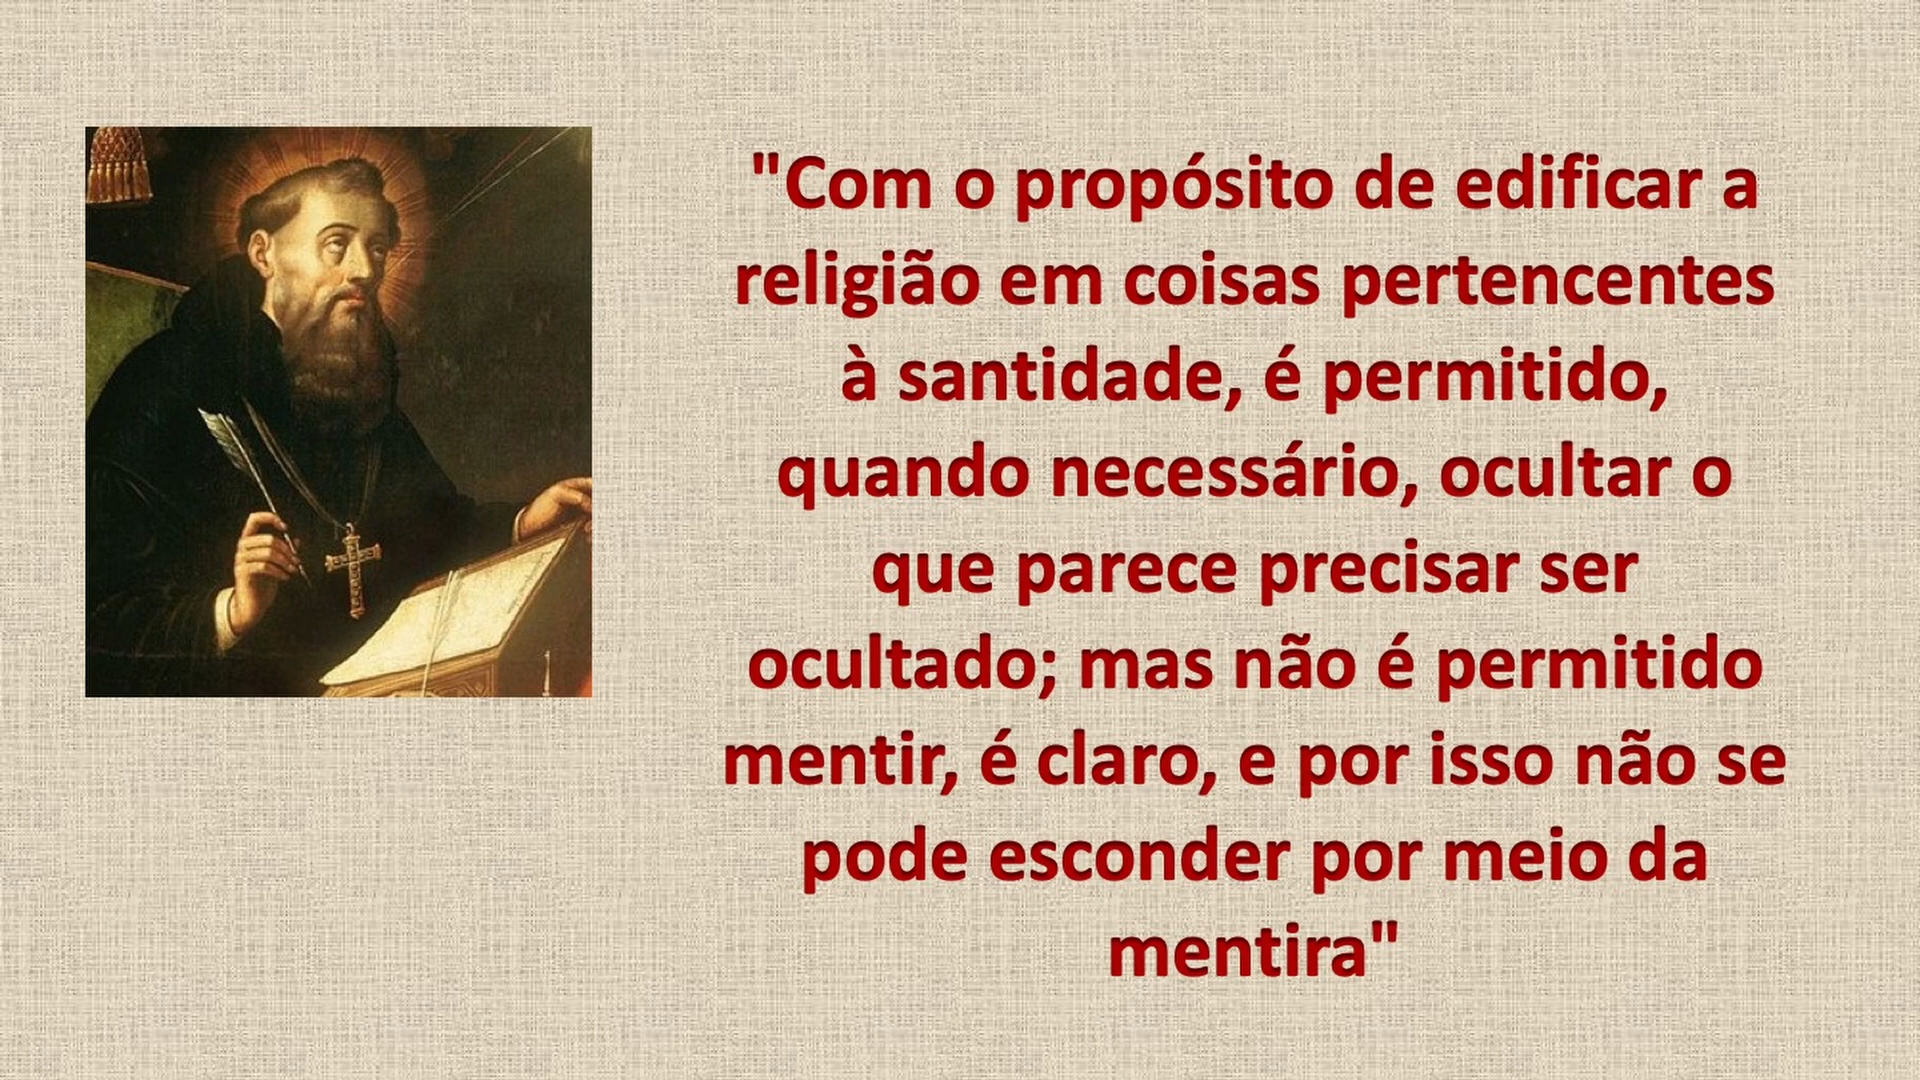 "Com o propósito de edificar a
religião em coisas pertencentes
à santidade, é permitido,
quando necessário, ocultar o
que parece precisar ser
ocultado; mas não é permitido
mentir, é claro, e por isso não se
pode esconder por meio da
mentira"